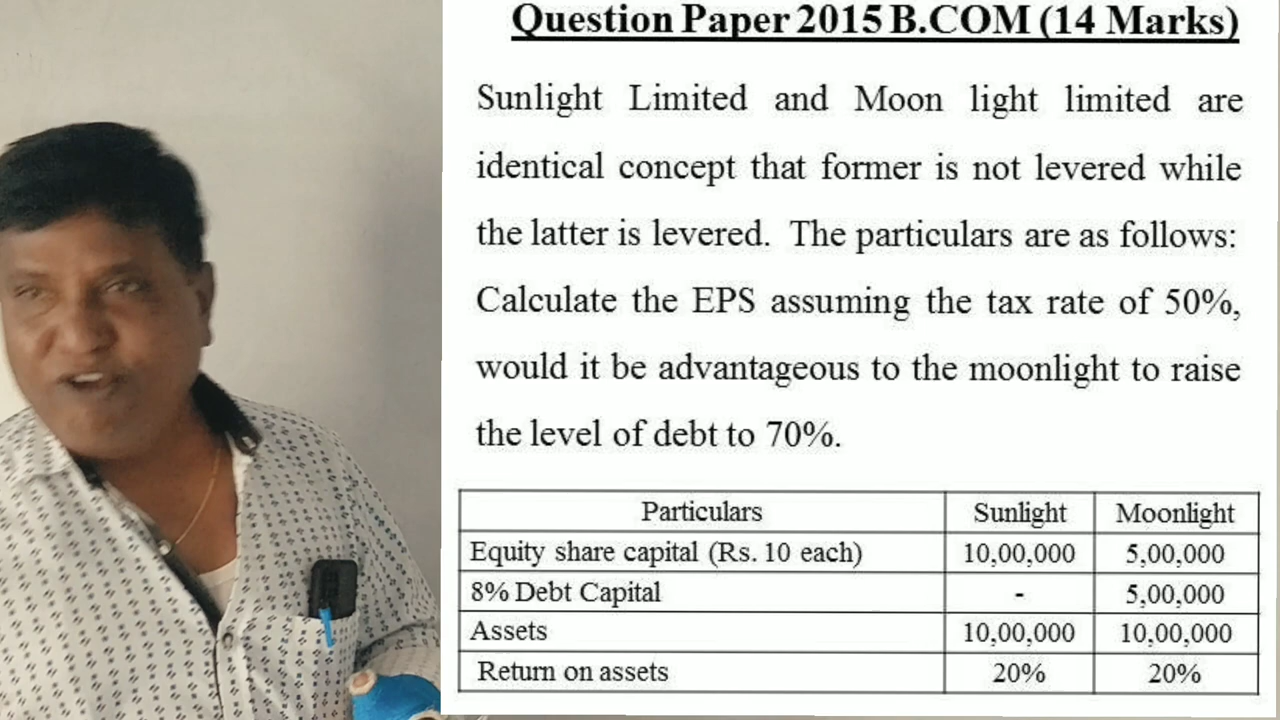 Question Paper 2015 B.COM (14 Marks)
Sunlight Limited and Moon light limited are
identical concept that former is not levered while
the latter is levered. The particulars are as follows:
Calculate the EPS assuming the tax rate of 50%,
would it be advantageous to the moonlight to raise
the level of debt to 70%.
Particulars Sunlight Moonlight
Equity share capital (Rs. 10 each) 10,00,000 5,00,000
8% Debt Capital - 5,00,000
Assets 10,00,000 10,00,000
Return on assets 20% 20%